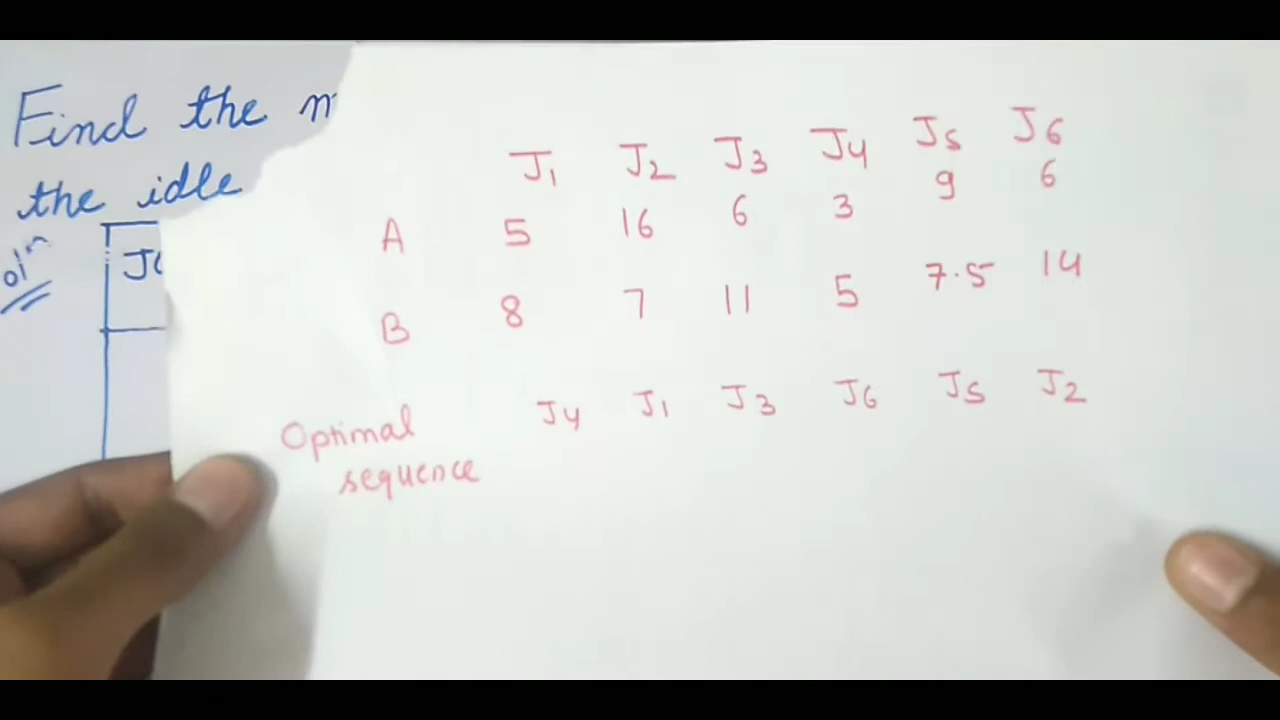 Find the
the idle
Soln
J1 J2 J3 J4 J5 J6
A 5 16 6 3 9 6
B 8 7 11 5 7.5 14
Optimal J4 J1 J3 J6 J5 J2
sequence